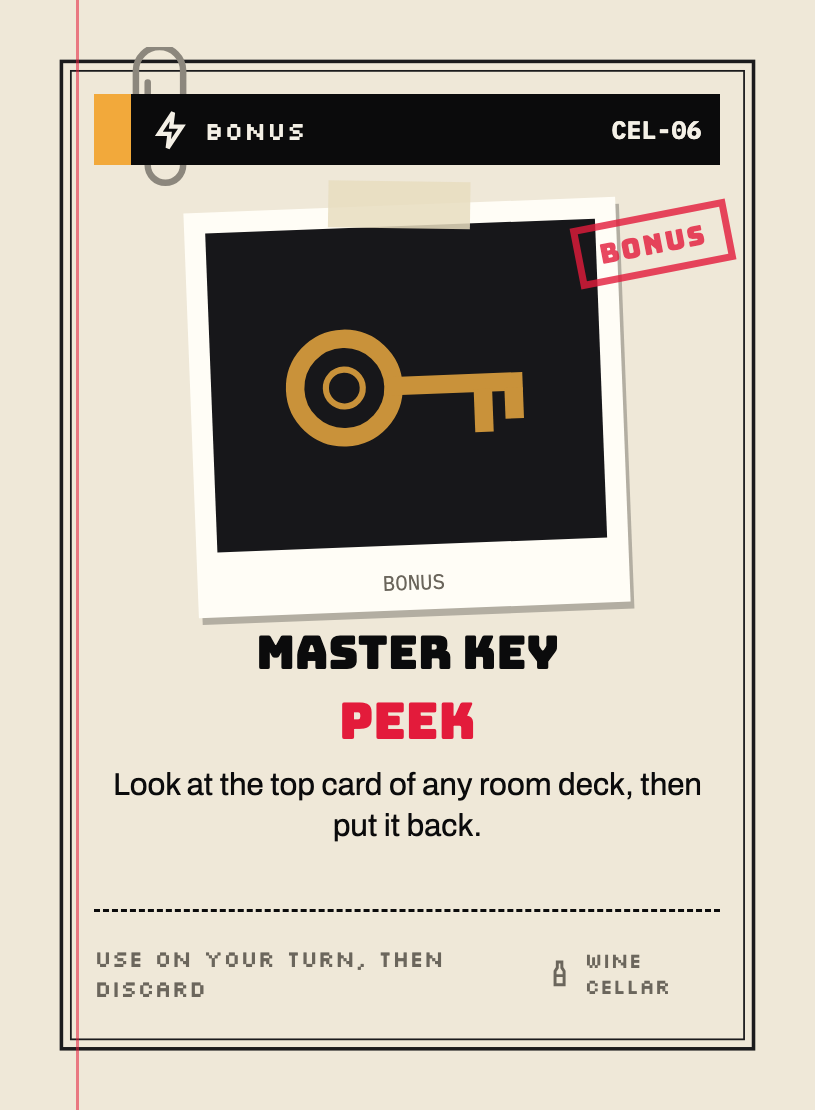 BONUS
CEL-06
BONUS
BONUS
MASTER KEY
PEEK
Look at the top card of any room deck, then
put it back.
USE ON YOUR TURN, THEN
DISCARD
WINE
CELLAR